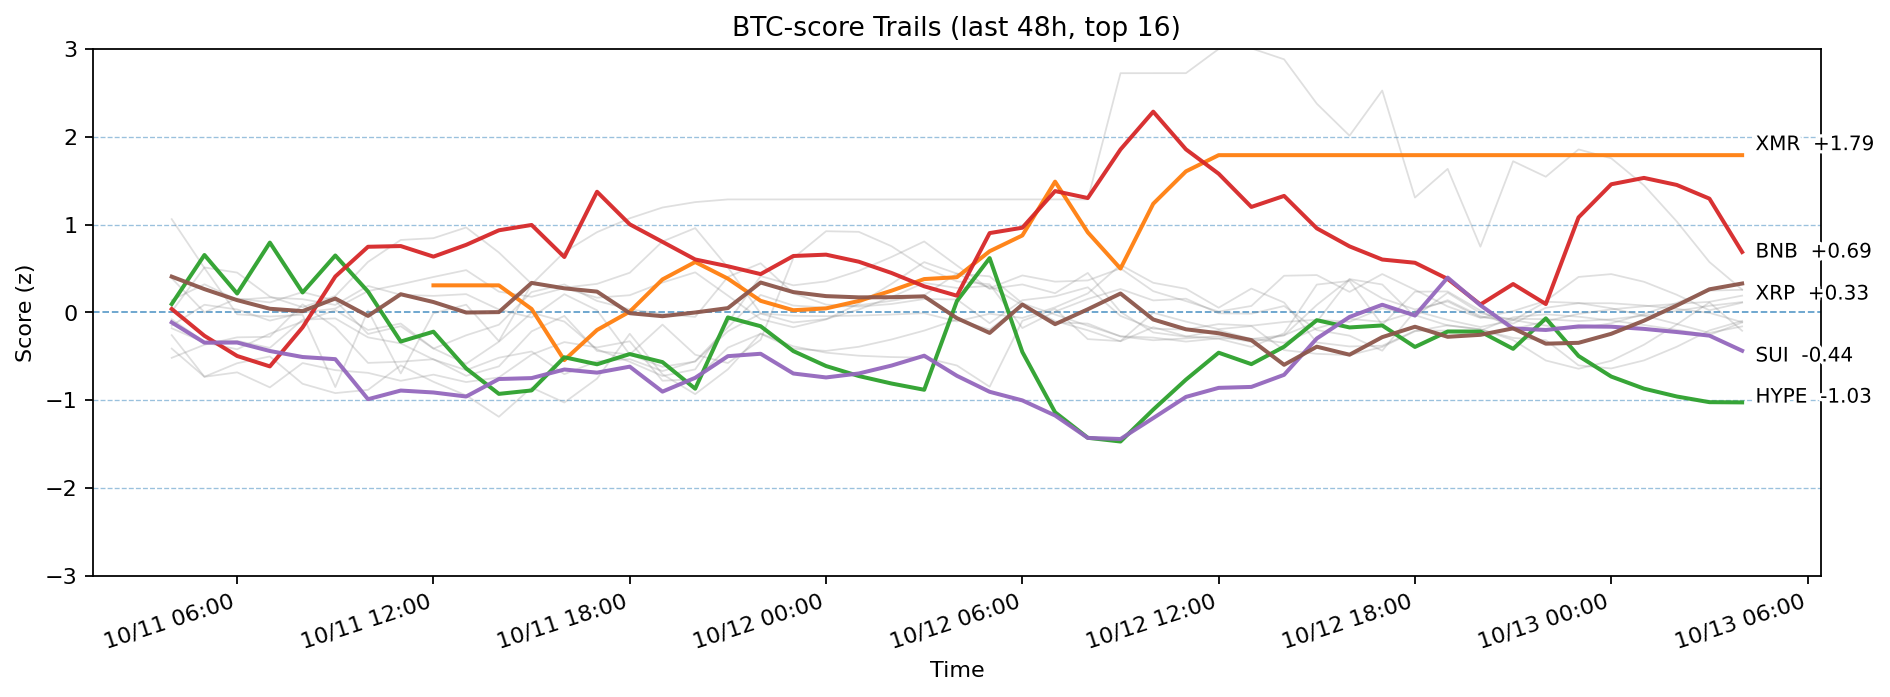 BTC-score Trails (last 48h, top 16)
Score (z)
3
2
1
0
−1
−2
−3
XMR +1.79
BNB +0.69
XRP +0.33
SUI -0.44
HYPE -1.03
10/11 06:00
10/11 12:00
10/11 18:00
10/12 00:00
10/12 06:00
10/12 12:00
10/12 18:00
10/13 00:00
10/13 06:00
Time